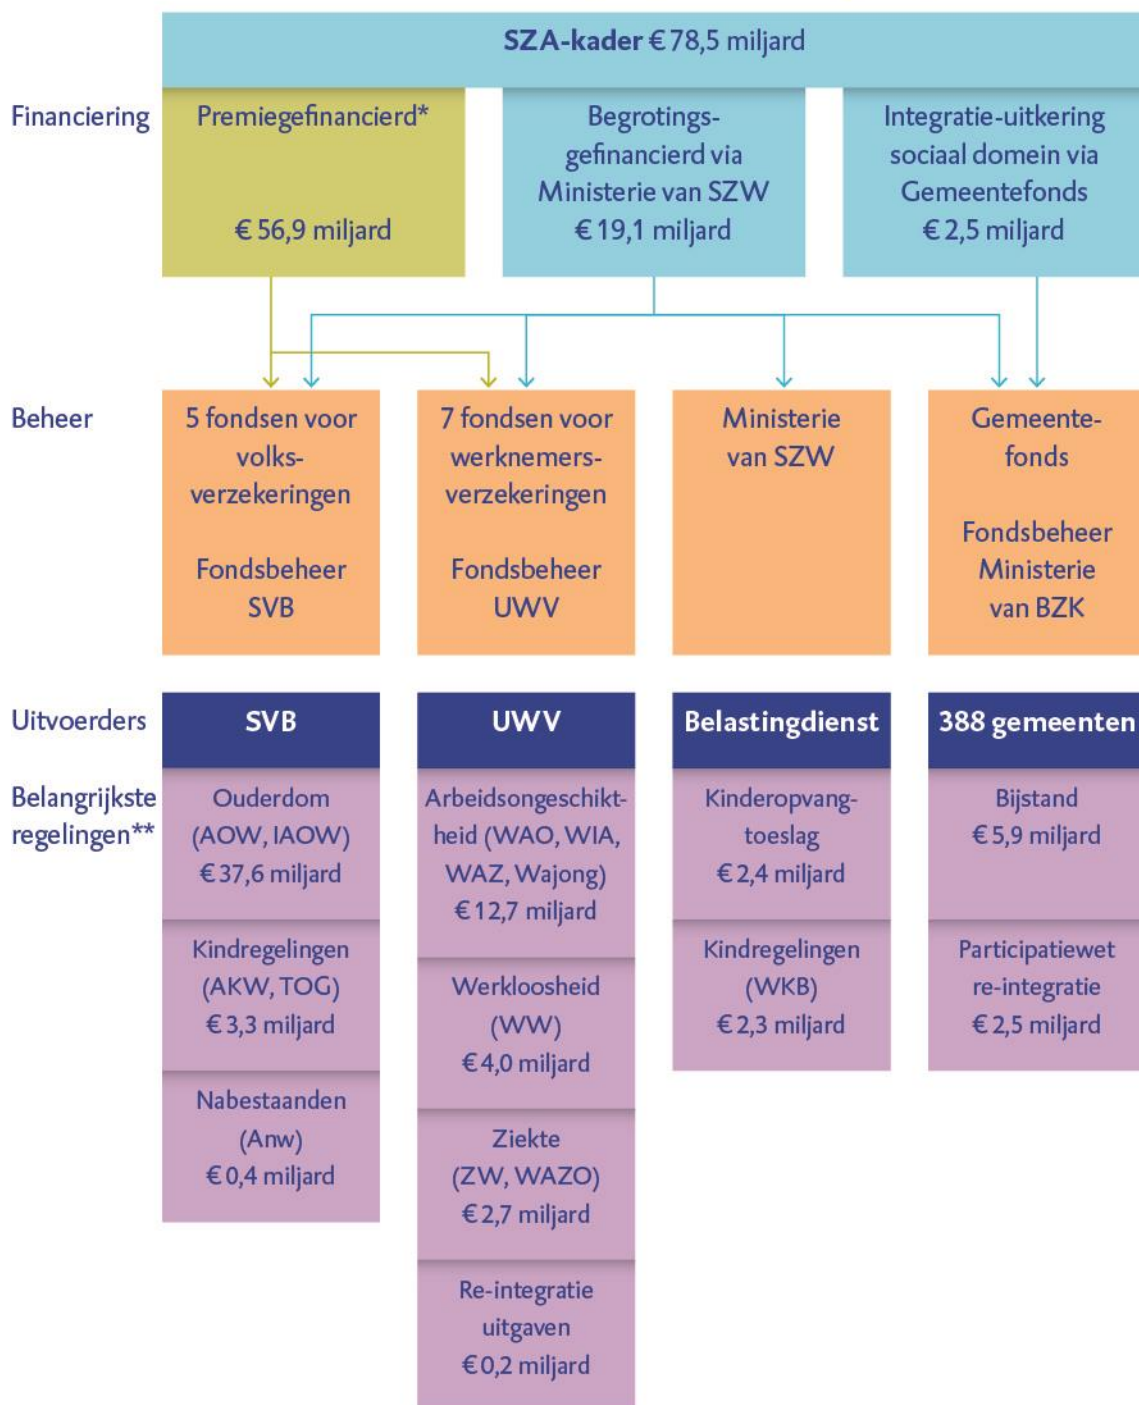 SZA-kader € 78,5 miljard
Financiering
Premiegefinancierd*
€ 56,9 miljard
Begrotings-
gefinancierd via
Ministerie van SZW
€ 19,1 miljard
Integratie-uitkering
sociaal domein via
Gemeentefonds
€ 2,5 miljard
Beheer
5 fondsen voor
volks-
verzekeringen
Fondsbeheer
SVB
7 fondsen voor
werknemers-
verzekeringen
Fondsbeheer
UWV
Ministerie
van SZW
Gemeente-
fonds
Fondsbeheer
Ministerie
van BZK
Uitvoerders
SVB
UWV
Belastingdienst
388 gemeenten
Belangrijkste
regelingen**
Ouderdom
(AOW, IAOW)
€ 37,6 miljard
Kindregelingen
(AKW, TOG)
€ 3,3 miljard
Nabestaanden
(Anw)
€ 0,4 miljard
Arbeidsongeschikt-
heid (WAO, WIA,
WAZ, Wajong)
€ 12,7 miljard
Werkloosheid
(WW)
€ 4,0 miljard
Ziekte
(ZW, WAZO)
€ 2,7 miljard
Re-integratie
uitgaven
€ 0,2 miljard
Kinderopvang-
toeslag
€ 2,4 miljard
Kindregelingen
(WKB)
€ 2,3 miljard
Bijstand
€ 5,9 miljard
Participatiewet
re-integratie
€ 2,5 miljard